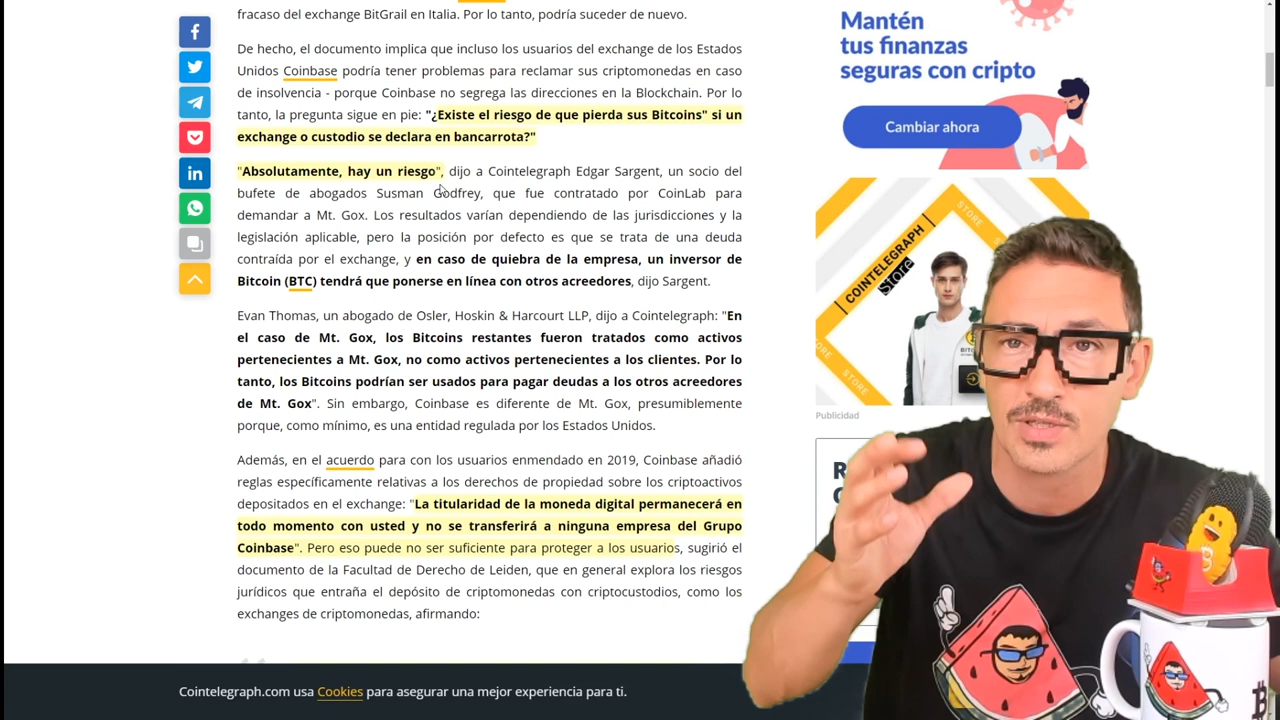 fracaso del exchange BitGrail en Italia. Por lo tanto, podría suceder de nuevo.
De hecho, el documento implica que incluso los usuarios del exchange de los Estados
Unidos Coinbase podría tener problemas para reclamar sus criptomonedas en caso
de insolvencia - porque Coinbase no segrega las direcciones en la Blockchain. Por lo
tanto, la pregunta sigue en pie: "¿Existe el riesgo de que pierda sus Bitcoins" si un
exchange o custodio se declara en bancarrota?"
"Absolutamente, hay un riesgo", dijo a Cointelegraph Edgar Sargent, un socio del
bufete de abogados Susman Godfrey, que fue contratado por CoinLab para
demandar a Mt. Gox. Los resultados varían dependiendo de las jurisdicciones y la
legislación aplicable, pero la posición por defecto es que se trata de una deuda
contraída por el exchange, y en caso de quiebra de la empresa, un inversor de
Bitcoin (BTC) tendrá que ponerse en línea con otros acreedores, dijo Sargent.
Evan Thomas, un abogado de Osler, Hoskin & Harcourt LLP, dijo a Cointelegraph: "En
el caso de Mt. Gox, los Bitcoins restantes fueron tratados como activos
pertenecientes a Mt. Gox, no como activos pertenecientes a los clientes. Por lo
tanto, los Bitcoins podrían ser usados para pagar deudas a los otros acreedores
de Mt. Gox". Sin embargo, Coinbase es diferente de Mt. Gox, presumiblemente
porque, como mínimo, es una entidad regulada por los Estados Unidos.
Además, en el acuerdo para con los usuarios enmendado en 2019, Coinbase añadió
reglas específicamente relativas a los derechos de propiedad sobre los criptoactivos
depositados en el exchange: "La titularidad de la moneda digital permanecerá en
todo momento con usted y no se transferirá a ninguna empresa del Grupo
Coinbase". Pero eso puede no ser suficiente para proteger a los usuarios, sugirió el
documento de la Facultad de Derecho de Leiden, que en general explora los riesgos
jurídicos que entraña el depósito de criptomonedas con criptocustodios, como los
exchanges de criptomonedas, afirmando:
Cointelegraph.com usa Cookies para asegurar una mejor experiencia para ti.
Mantén
tus finanzas
seguras con cripto
Cambiar ahora
STORE
COINTELEGRAPH
Store
STORE
Publicidad